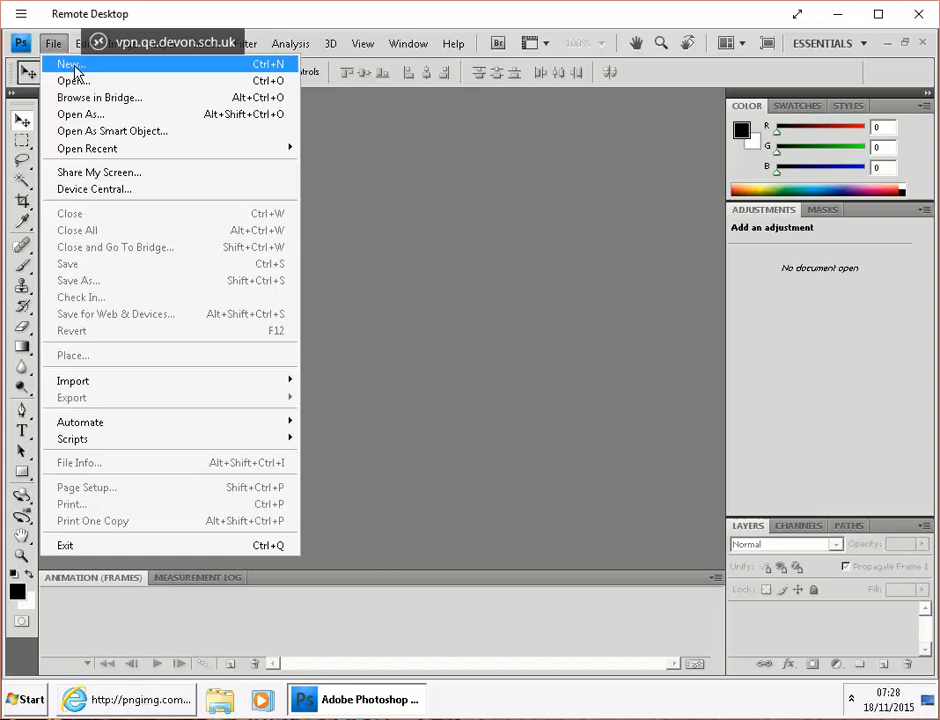 Remote Desktop
vpn.qe.devon.sch.uk
Ps File Filter Analysis 3D View Window Help Br 100% ESSENTIALS
New... Ctrl+N
Open... Ctrl+O
Browse in Bridge... Alt+Ctrl+O
Open As... Alt+Shift+Ctrl+O
Open As Smart Object...
Open Recent
Share My Screen...
Device Central...
Close Ctrl+W
Close All Alt+Ctrl+W
Close and Go To Bridge... Shift+Ctrl+W
Save Ctrl+S
Save As... Shift+Ctrl+S
Check In...
Save for Web & Devices... Alt+Shift+Ctrl+S
Revert F12
Place...
Import
Export
Automate
Scripts
File Info... Alt+Shift+Ctrl+I
Page Setup... Shift+Ctrl+P
Print... Ctrl+P
Print One Copy Alt+Shift+Ctrl+P
Exit Ctrl+Q
COLOR SWATCHES STYLES
R 0
G 0
B 0
ADJUSTMENTS MASKS
Add an adjustment
No document open
LAYERS CHANNELS PATHS
Normal Opacity:
Unify: Propagate Frame 1
Lock: Fill:
ANIMATION (FRAMES) MEASUREMENT LOG
Start http://pngimg.com... Ps Adobe Photoshop ... 07:28
18/11/2015